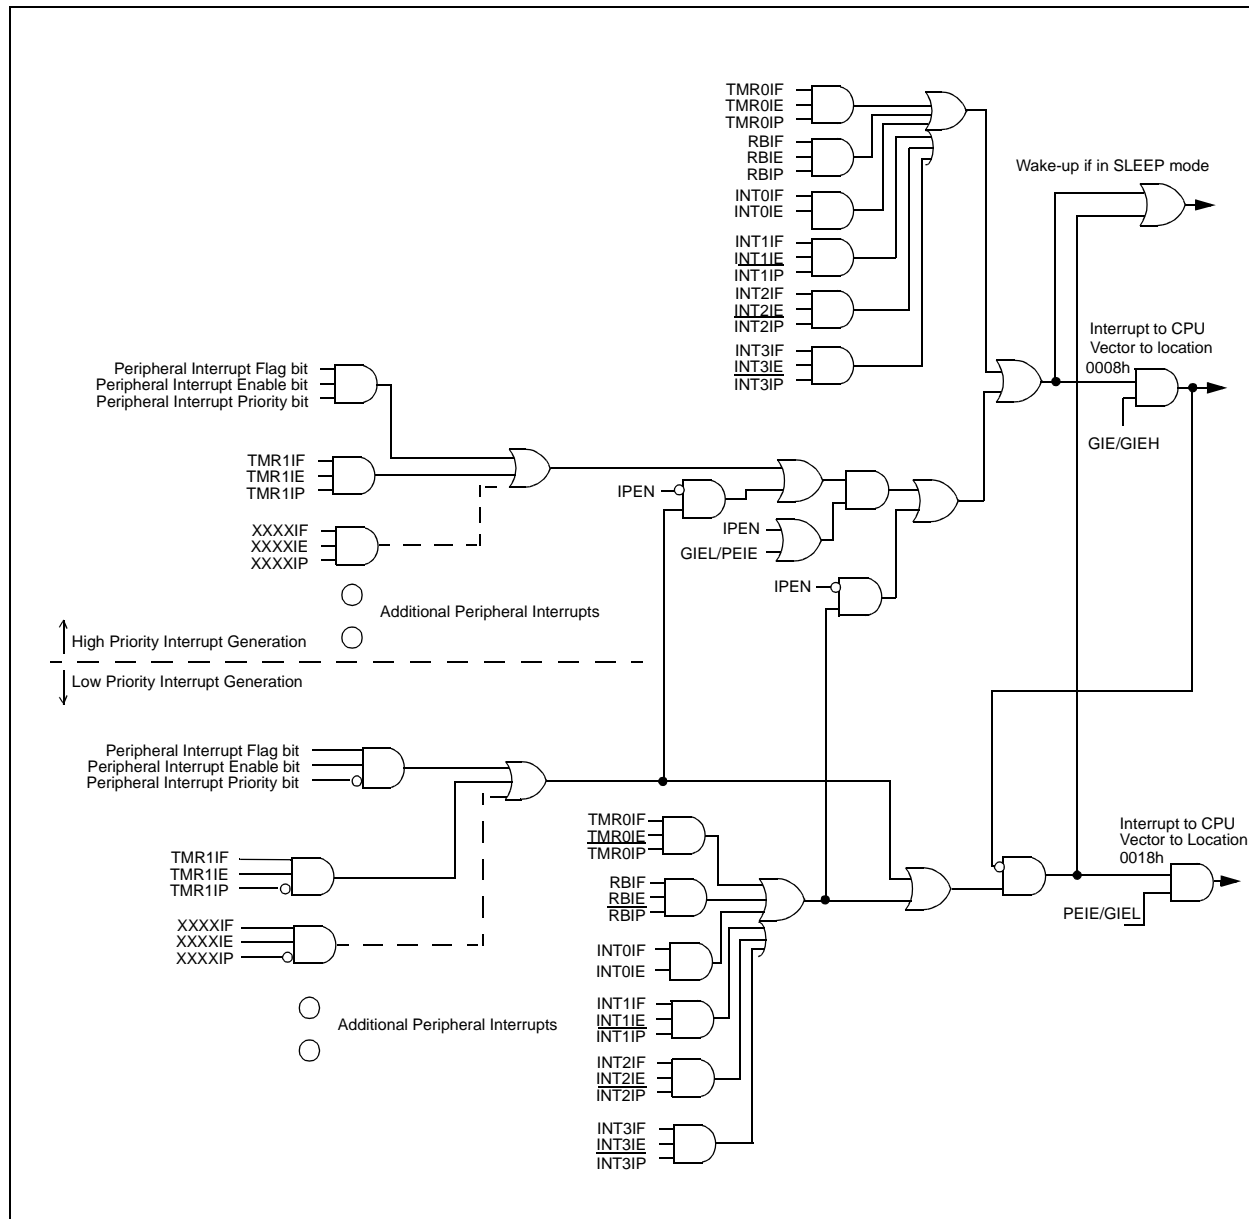 TMR0IF
TMR0IE
TMR0IP
RBIF
RBIE
RBIP
INT0IF
INT0IE
INT1IF
INT1IE
INT1IP
INT2IF
INT2IE
INT2IP
INT3IF
INT3IE
INT3IP
Wake-up if in SLEEP mode
Interrupt to CPU
Vector to location
0008h
GIE/GIEH
Peripheral Interrupt Flag bit
Peripheral Interrupt Enable bit
Peripheral Interrupt Priority bit
TMR1IF
TMR1IE
TMR1IP
XXXXIF
XXXXIE
XXXXIP
IPEN
IPEN
GIEL/PEIE
IPEN
Additional Peripheral Interrupts
High Priority Interrupt Generation
Low Priority Interrupt Generation
Peripheral Interrupt Flag bit
Peripheral Interrupt Enable bit
Peripheral Interrupt Priority bit
TMR1IF
TMR1IE
TMR1IP
XXXXIF
XXXXIE
XXXXIP
Additional Peripheral Interrupts
TMR0IF
TMR0IE
TMR0IP
RBIF
RBIE
RBIP
INT0IF
INT0IE
INT1IF
INT1IE
INT1IP
INT2IF
INT2IE
INT2IP
INT3IF
INT3IE
INT3IP
Interrupt to CPU
Vector to Location
0018h
PEIE/GIEL